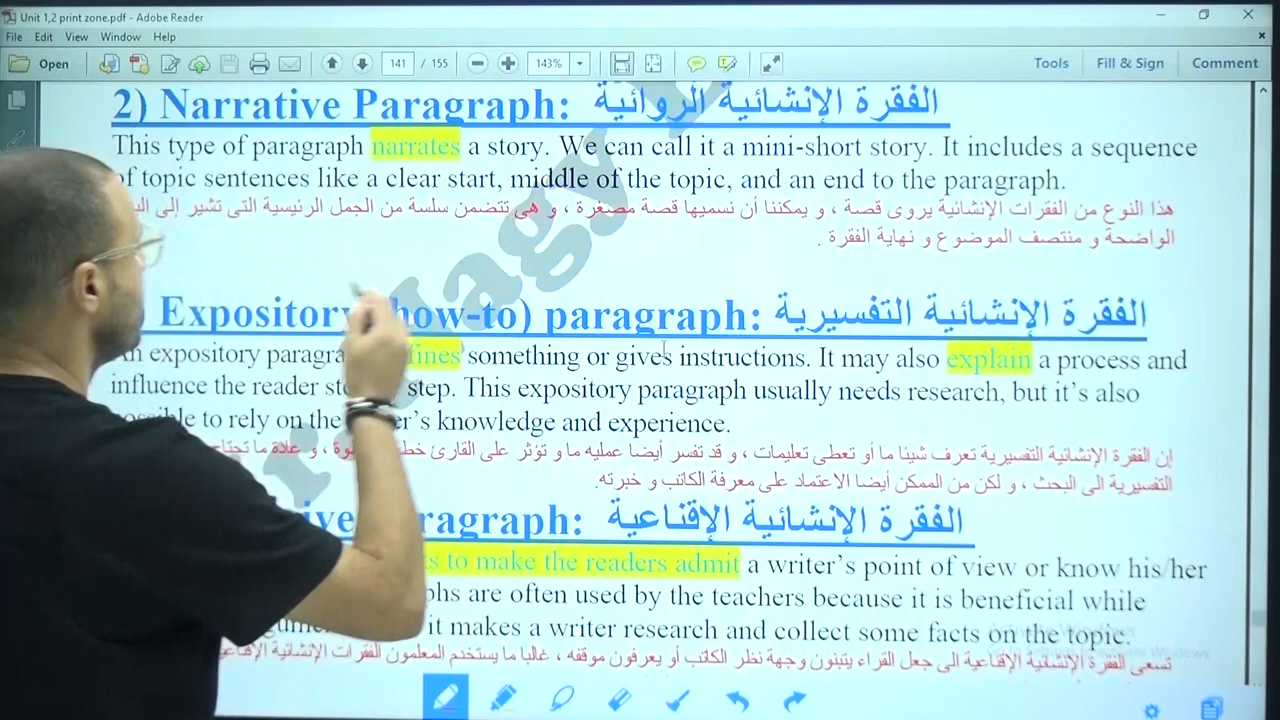 Unit 1,2 print zone.pdf - Adobe Reader
File Edit View Window Help
Open 141 / 155 143% Tools Fill & Sign Comment
2) Narrative Paragraph: الفقرة الإنشائية الروائية
This type of paragraph narrates a story. We can call it a mini-short story. It includes a sequence
of topic sentences like a clear start, middle of the topic, and an end to the paragraph.
هذا النوع من الفقرات الإنشائية يروى قصة ، و يمكننا أن نسميها قصة مصغرة ، و هى تتضمن سلسة من الجمل الرئيسية التى تشير إلى
الواضحة و منتصف الموضوع و نهاية الفقرة .
Expository how-to) paragraph: الفقرة الإنشائية التفسيرية
An expository fines something or gives instructions. It may also explain a process and
influence the reader step. This expository paragraph usually needs research, but it's also
to rely on the knowledge and experience.
إن الفقرة الإنشائية التفسيرية تعرف شيئا ما أو تعطى تعليمات ، و قد تفسر أيضا عمليه ما و تؤثر على القارئ ، و عادة ما
التفسيرية الى البحث ، و لكن من الممكن أيضا الاعتماد على معرفة الكاتب و خبرته.
الفقرة الإنشائية الإقناعية
to make the readers admit a writer's point of view or know his/her
are often used by the teachers because it is beneficial while
it makes a writer research and collect some facts on the topic.
تسعى الفقرة الإنشائية الإقناعية الى جعل القراء يتبنون وجهة نظر الكاتب أو يعرفون موقفه ، غالبا ما يستخدم المعلمون الفقرات الإنشائية